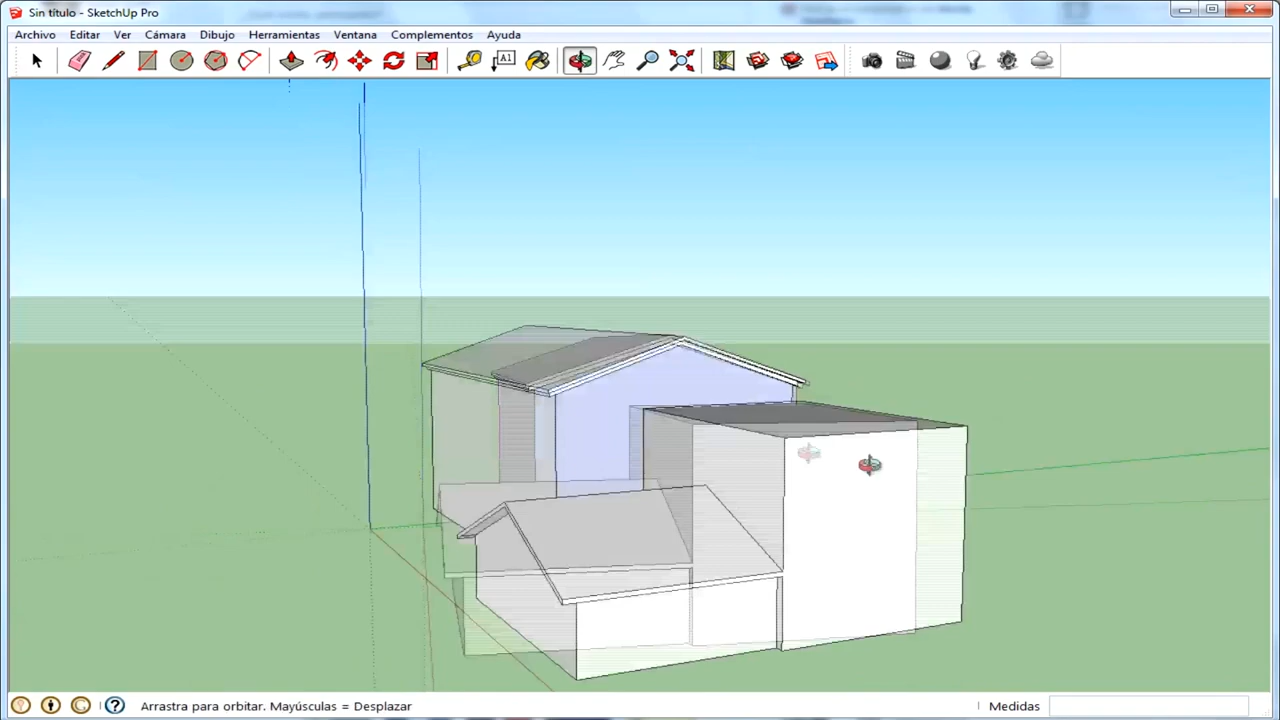 Sin título - SketchUp Pro
Archivo Editar Ver Cámara Dibujo Herramientas Ventana Complementos Ayuda
A1
Arrastra para orbitar. Mayúsculas = Desplazar
Medidas